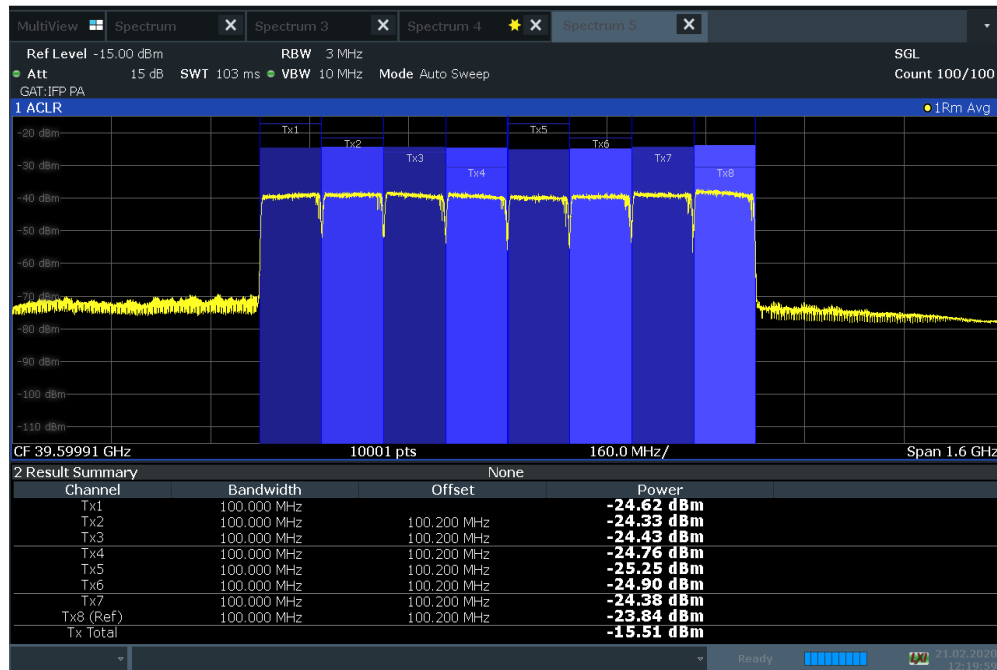 MultiView Spectrum X Spectrum 3 X Spectrum 4 X Spectrum 5 X
Ref Level -15.00 dBm RBW 3 MHz SGL
Att 15 dB SWT 103 ms VBW 10 MHz Mode Auto Sweep Count 100/100
GAT:IFP PA
1 ACLR 1Rm Avg
-20 dBm
Tx1 Tx5
Tx2 Tx6
Tx3 Tx7
-30 dBm
Tx4 Tx8
-40 dBm
-50 dBm
-60 dBm
-70 dBm
-80 dBm
-90 dBm
-100 dBm
-110 dBm
CF 39.59991 GHz 10001 pts 160.0 MHz/ Span 1.6 GHz
2 Result Summary None
Channel Bandwidth Offset Power
Tx1 100.000 MHz -24.62 dBm
Tx2 100.000 MHz 100.200 MHz -24.33 dBm
Tx3 100.000 MHz 100.200 MHz -24.43 dBm
Tx4 100.000 MHz 100.200 MHz -24.76 dBm
Tx5 100.000 MHz 100.200 MHz -25.25 dBm
Tx6 100.000 MHz 100.200 MHz -24.90 dBm
Tx7 100.000 MHz 100.200 MHz -24.38 dBm
Tx8 (Ref) 100.000 MHz 100.200 MHz -23.84 dBm
Tx Total -15.51 dBm
Ready LXI 21.02.2020
12:19:59